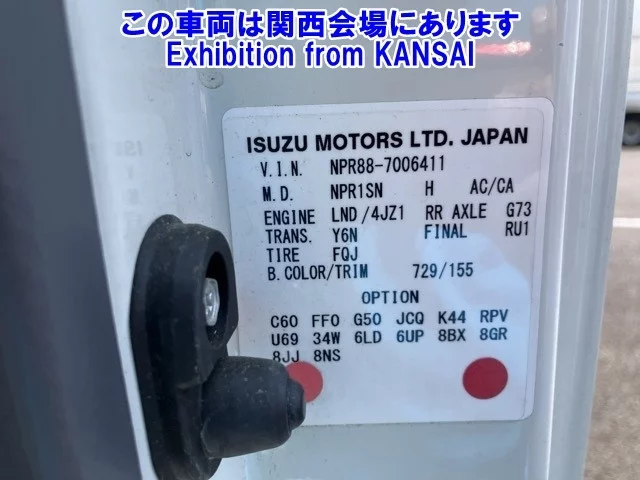 この車両は関西会場にあります
Exhibition from KANSAI
ISUZU MOTORS LTD. JAPAN
V.I.N. NPR88-7006411
M.D. NPR1SN H AC/CA
ENGINE LND/4JZ1 RR AXLE G73
TRANS. Y6N FINAL RU1
TIRE FQJ
B.COLOR/TRIM 729/155
OPTION
C60 FF0 G50 JCQ K44 RPV
U69 34W 6LD 6UP 8BX 8GR
8JJ 8NS